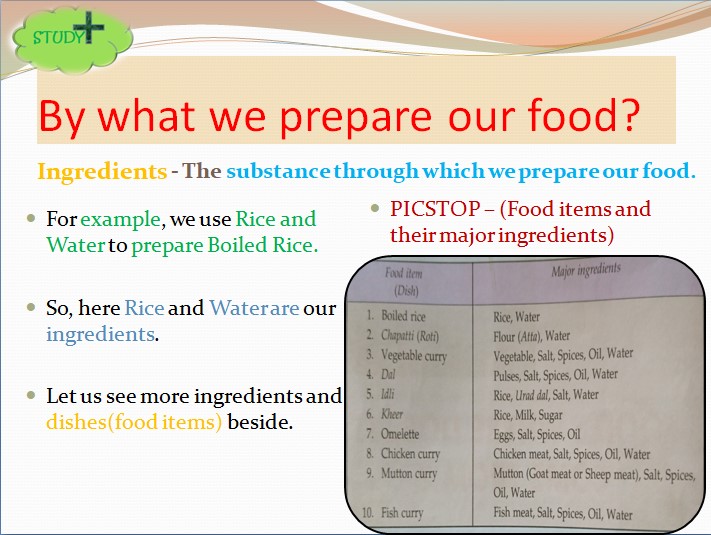 STUDY+
By what we prepare our food?
Ingredients - The substance through which we prepare our food.
For example, we use Rice and
Water to prepare Boiled Rice.
So, here Rice and Water are our
ingredients.
Let us see more ingredients and
dishes(food items) beside.
PICSTOP – (Food items and
their major ingredients)
Food item Major ingredients
(Dish)
1. Boiled rice Rice, Water
2. Chapatti (Roti) Flour (Atta), Water
3. Vegetable curry Vegetable, Salt, Spices, Oil, Water
4. Dal Pulses, Salt, Spices, Oil, Water
5. Idli Rice, Urad dal, Salt, Water
6. Kheer Rice, Milk, Sugar
7. Omelette Eggs, Salt, Spices, Oil
8. Chicken curry Chicken meat, Salt, Spices, Oil, Water
9. Mutton curry Mutton (Goat meat or Sheep meat), Salt, Spices,
Oil, Water
10. Fish curry Fish meat, Salt, Spices, Oil, Water